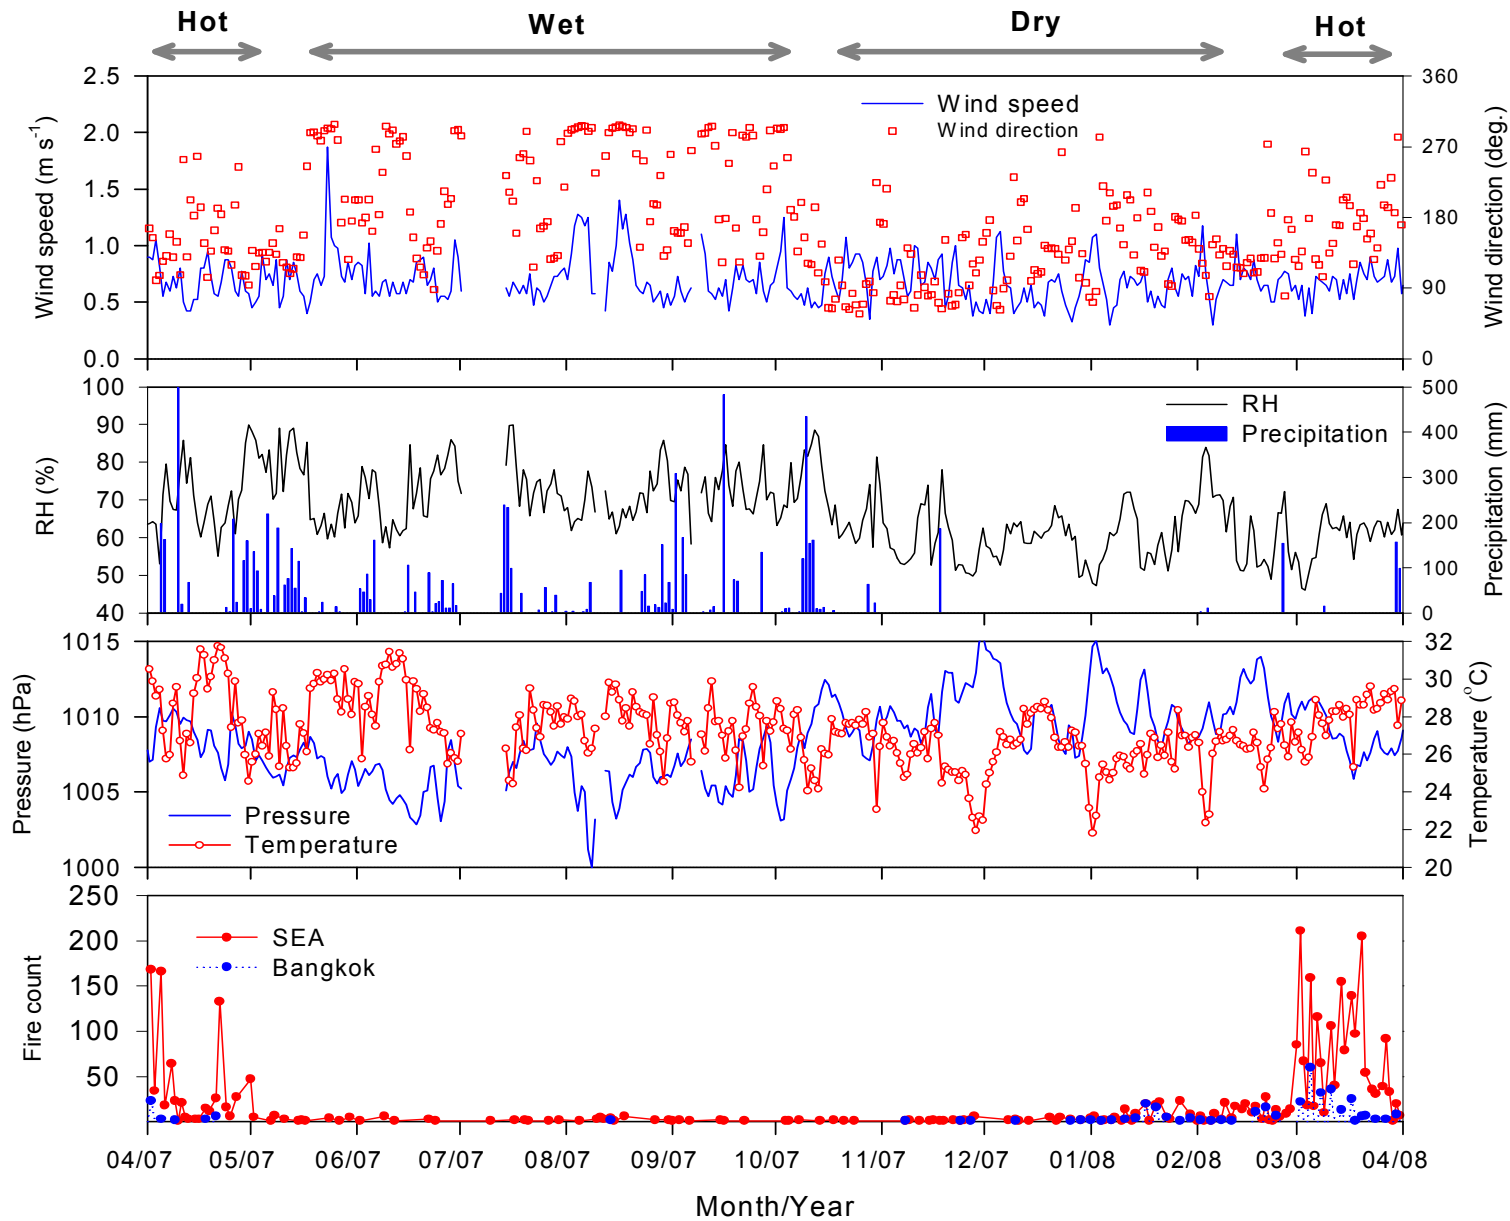 Hot Wet Dry Hot
2.5 360
Wind speed
2.0 Wind direction
270
1.5
180
1.0
90
0.5
0.0 0
Wind speed (m s-1)
Wind direction (deg.)
100 500
RH
90 400
Precipitation
80 300
70
60 200
50 100
40 0
RH (%)
Precipitation (mm)
1015 32
30
1010 28
26
1005 24
Pressure
22
Temperature
1000 20
Pressure (hPa)
Temperature (°C)
250
SEA
200
Bangkok
150
100
50
Fire count
04/07 05/07 06/07 07/07 08/07 09/07 10/07 11/07 12/07 01/08 02/08 03/08 04/08
Month/Year